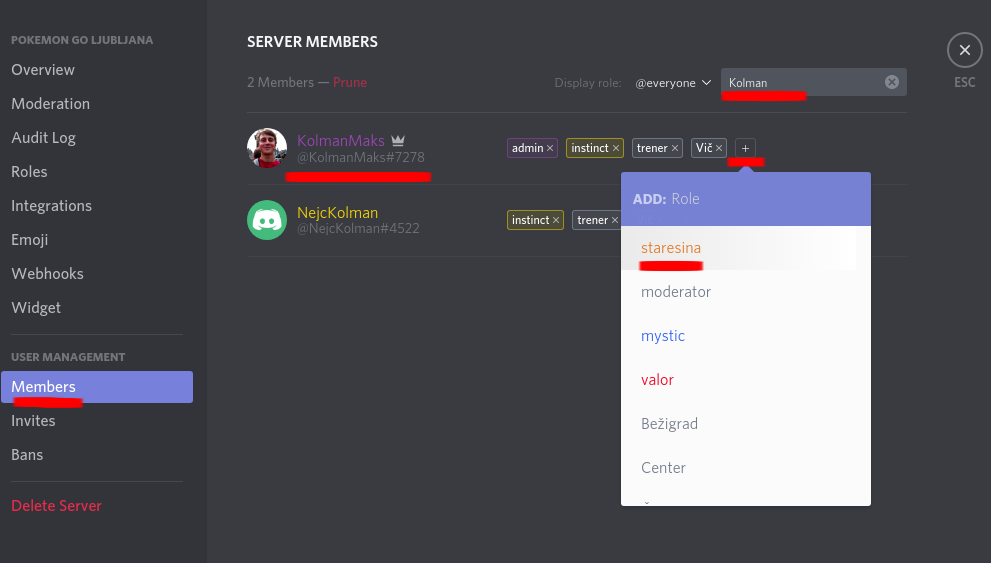 POKEMON GO LJUBLJANA
Overview
Moderation
Audit Log
Roles
Integrations
Emoji
Webhooks
Widget
USER MANAGEMENT
Members
Invites
Bans
Delete Server
SERVER MEMBERS
2 Members — Prune
Display role: @everyone
Kolman
ESC
KolmanMaks
@KolmanMaks#7278
admin × instinct × trener × Vič × +
NejcKolman
@NejcKolman#4522
instinct × trener ×
ADD: Role
staresina
moderator
mystic
valor
Bežigrad
Center